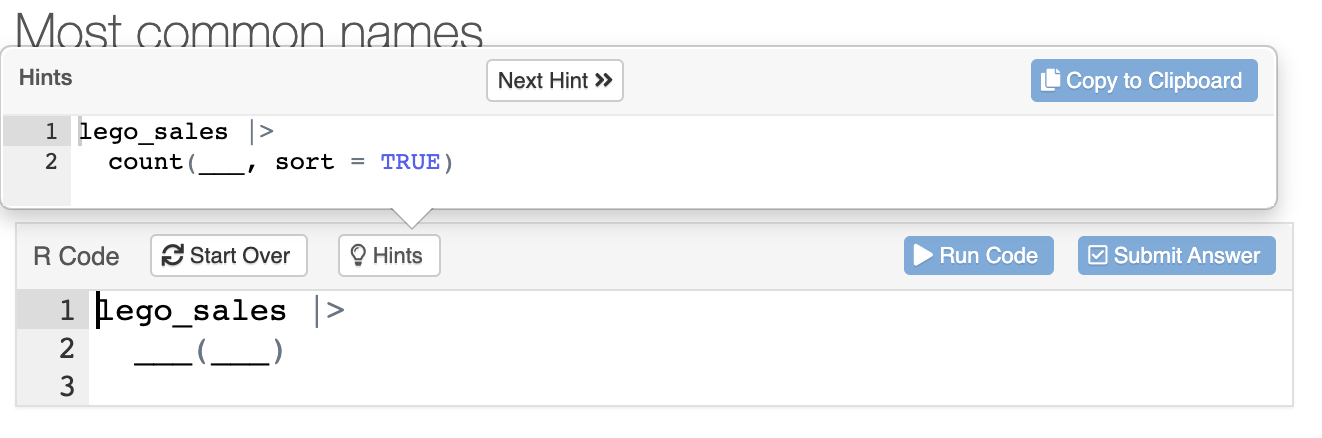 Most common names
Hints
Next Hint
Copy to Clipboard
1 lego_sales |>
2   count(___, sort = TRUE)
R Code
Start Over
Hints
Run Code
Submit Answer
1 lego_sales |>
2   ___(___)
3